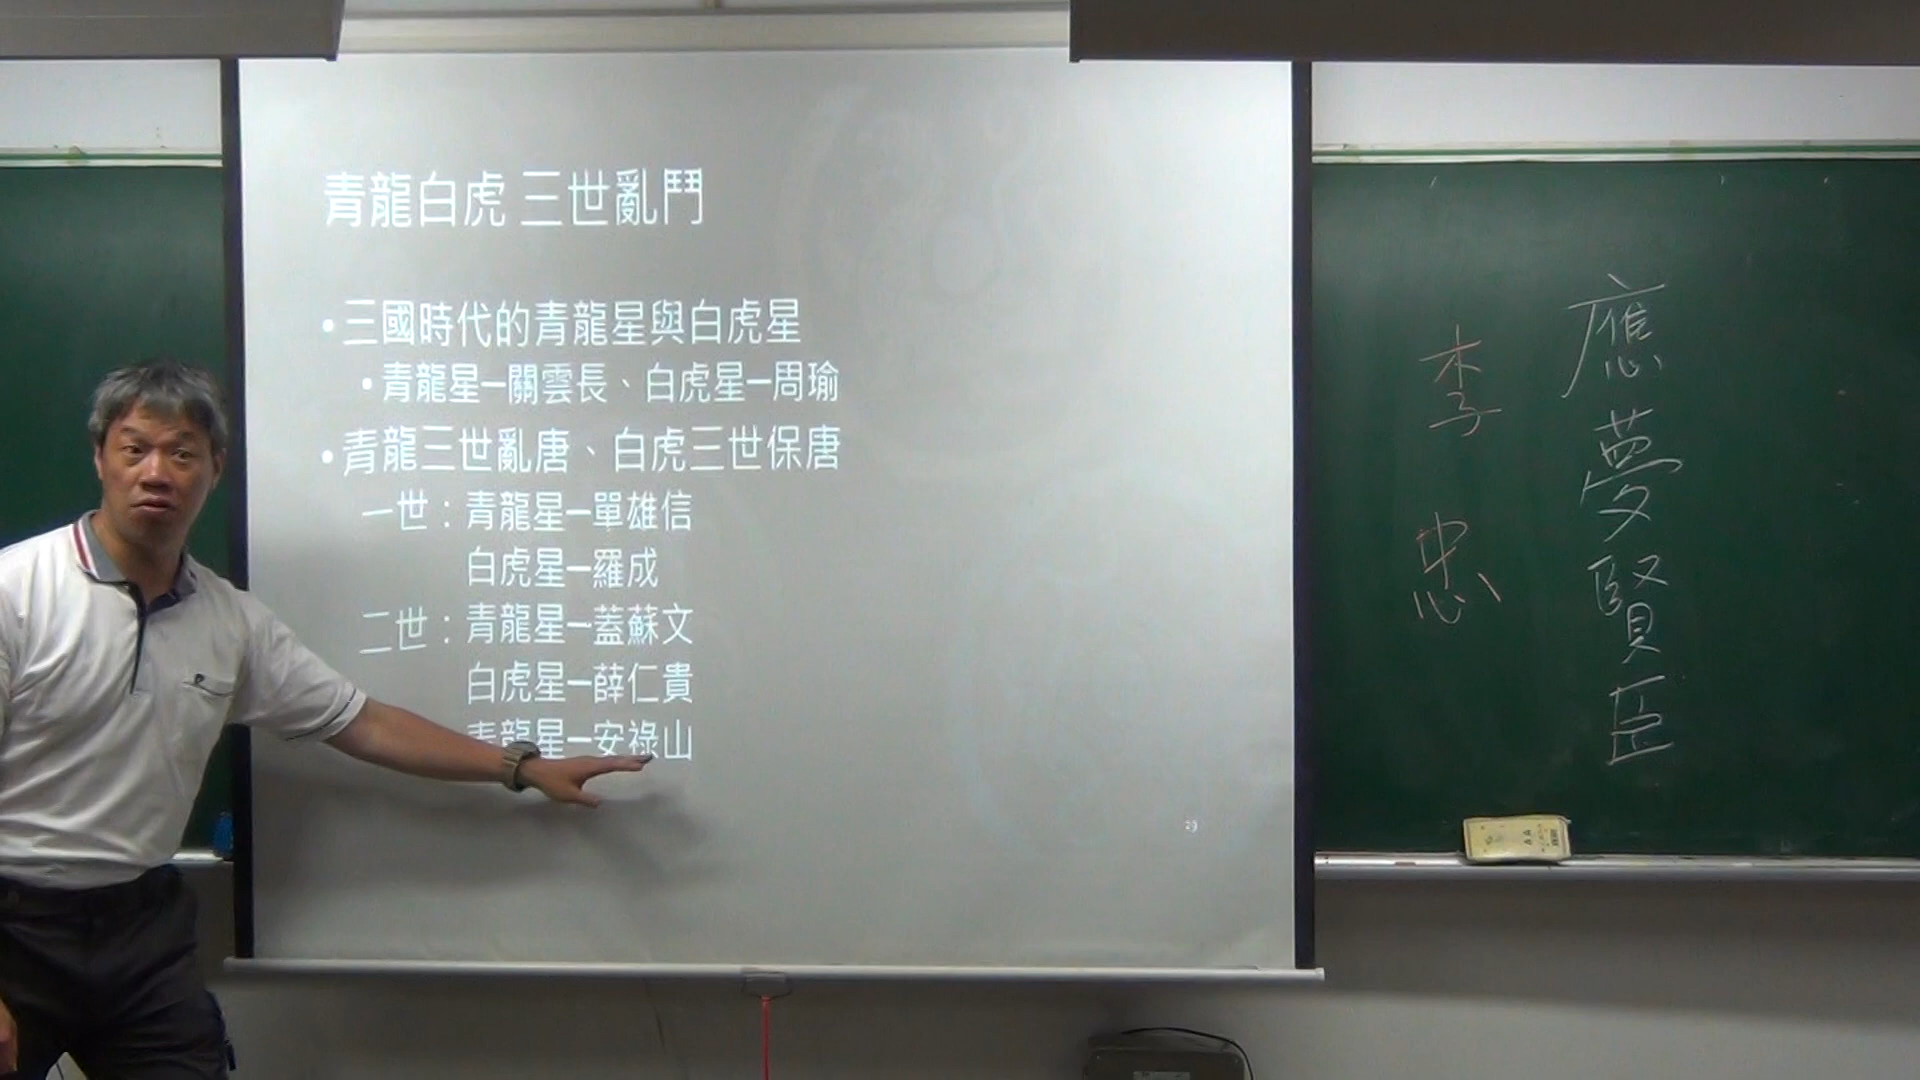 青龍白虎 三世亂鬥
•三國時代的青龍星與白虎星
•青龍星—關雲長、白虎星—周瑜
•青龍三世亂唐、白虎三世保唐
一世：青龍星—單雄信
白虎星—羅成
二世：青龍星—蓋蘇文
白虎星—薛仁貴
青龍星—安祿山
29
應夢賢臣
李忠